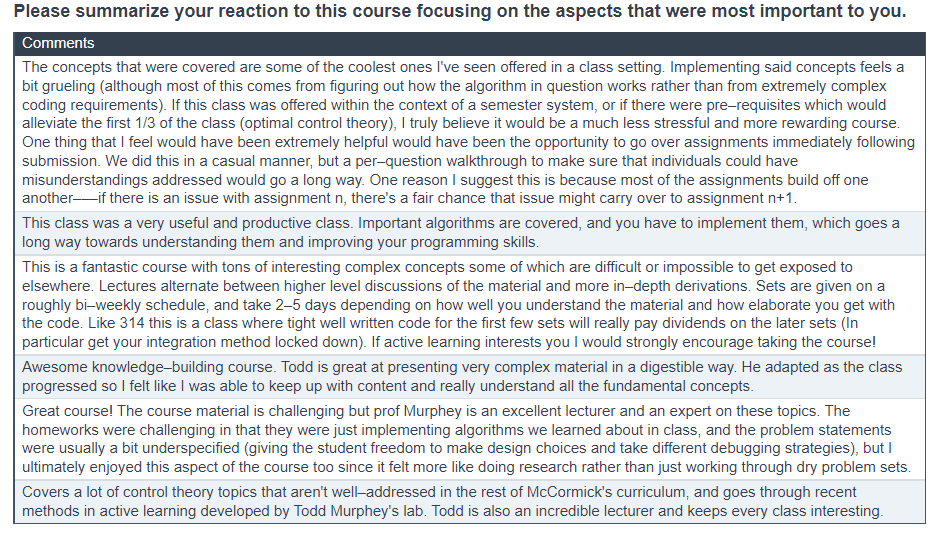 Please summarize your reaction to this course focusing on the aspects that were most important to you.
Comments
The concepts that were covered are some of the coolest ones I've seen offered in a class setting. Implementing said concepts feels a
bit grueling (although most of this comes from figuring out how the algorithm in question works rather than from extremely complex
coding requirements). If this class was offered within the context of a semester system, or if there were pre–requisites which would
alleviate the first 1/3 of the class (optimal control theory), I truly believe it would be a much less stressful and more rewarding course.
One thing that I feel would have been extremely helpful would have been the opportunity to go over assignments immediately following
submission. We did this in a casual manner, but a per–question walkthrough to make sure that individuals could have
misunderstandings addressed would go a long way. One reason I suggest this is because most of the assignments build off one
another–—if there is an issue with assignment n, there's a fair chance that issue might carry over to assignment n+1.
This class was a very useful and productive class. Important algorithms are covered, and you have to implement them, which goes a
long way towards understanding them and improving your programming skills.
This is a fantastic course with tons of interesting complex concepts some of which are difficult or impossible to get exposed to
elsewhere. Lectures alternate between higher level discussions of the material and more in–depth derivations. Sets are given on a
roughly bi–weekly schedule, and take 2–5 days depending on how well you understand the material and how elaborate you get with
the code. Like 314 this is a class where tight well written code for the first few sets will really pay dividends on the later sets (In
particular get your integration method locked down). If active learning interests you I would strongly encourage taking the course!
Awesome knowledge–building course. Todd is great at presenting very complex material in a digestible way. He adapted as the class
progressed so I felt like I was able to keep up with content and really understand all the fundamental concepts.
Great course! The course material is challenging but prof Murphey is an excellent lecturer and an expert on these topics. The
homeworks were challenging in that they were just implementing algorithms we learned about in class, and the problem statements
were usually a bit underspecified (giving the student freedom to make design choices and take different debugging strategies), but I
ultimately enjoyed this aspect of the course too since it felt more like doing research rather than just working through dry problem sets.
Covers a lot of control theory topics that aren't well–addressed in the rest of McCormick's curriculum, and goes through recent
methods in active learning developed by Todd Murphey's lab. Todd is also an incredible lecturer and keeps every class interesting.